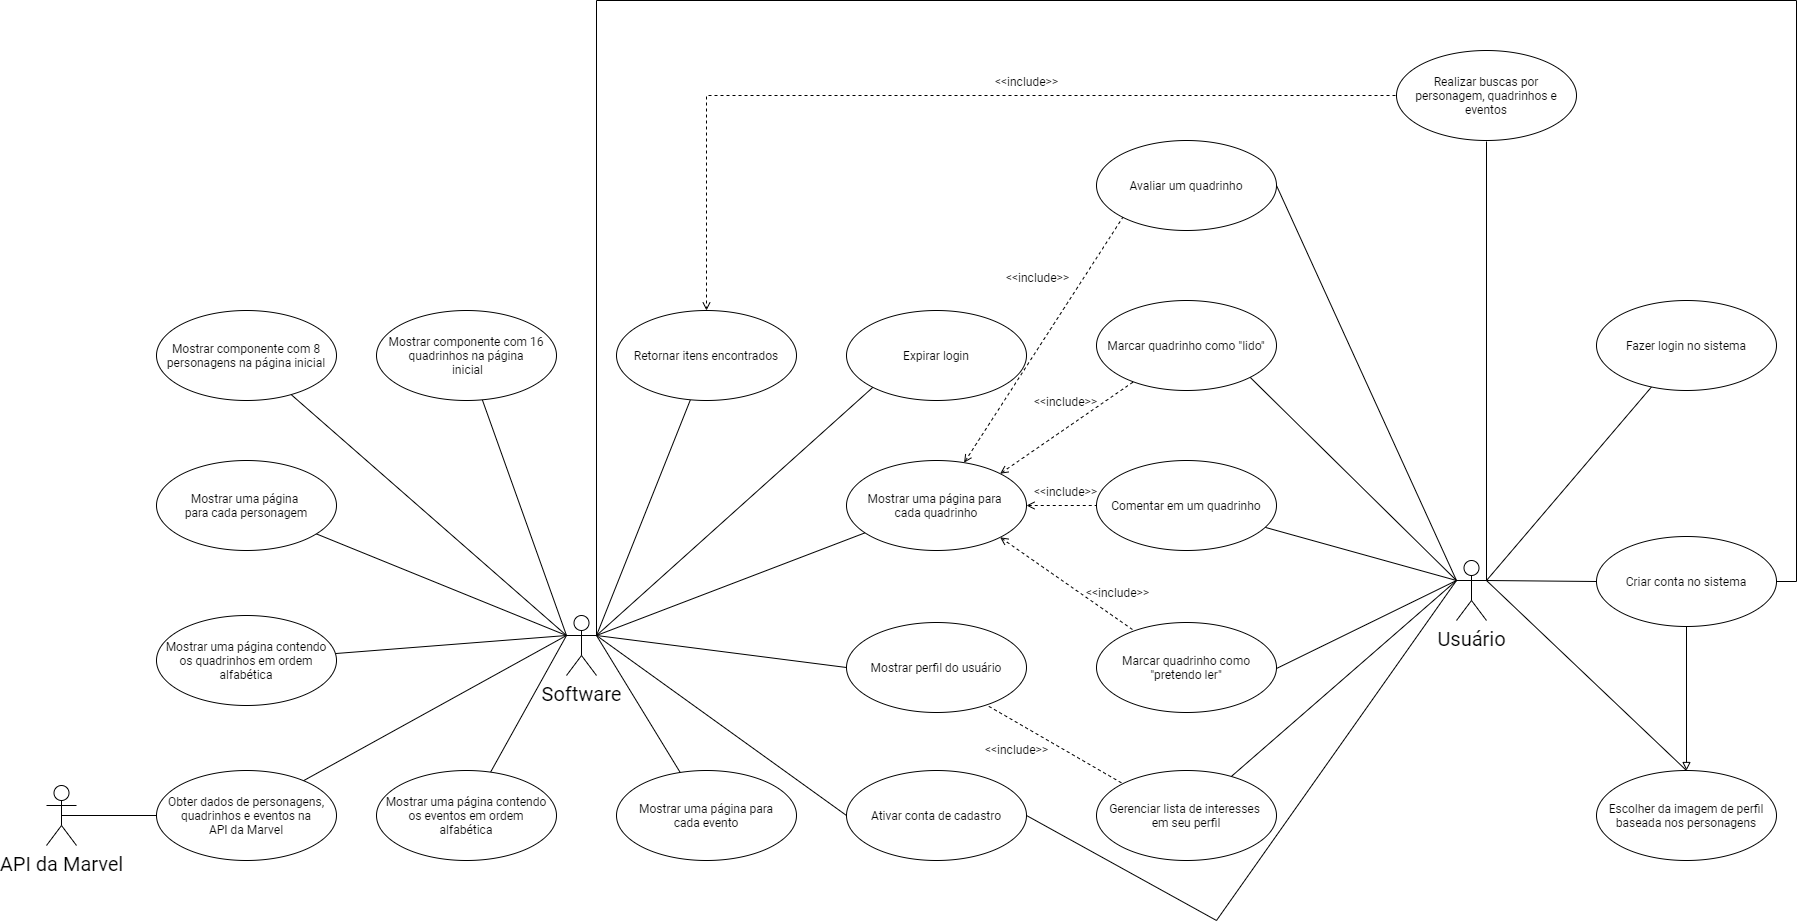 <<include>>
Realizar buscas por
personagem, quadrinhos e
eventos
Avaliar um quadrinho
<<include>>
Mostrar componente com 8
personagens na página inicial
Mostrar componente com 16
quadrinhos na página
inicial
Retornar itens encontrados
Expirar login
Marcar quadrinho como "lido"
Fazer login no sistema
<<include>>
Mostrar uma página
para cada personagem
Mostrar uma página para
cada quadrinho
<<include>>
Comentar em um quadrinho
Criar conta no sistema
<<include>>
Usuário
Mostrar uma página contendo
os quadrinhos em ordem
alfabética
Software
Mostrar perfil do usuário
Marcar quadrinho como
"pretendo ler"
<<include>>
API da Marvel
Obter dados de personagens,
quadrinhos e eventos na
API da Marvel
Mostrar uma página contendo
os eventos em ordem
alfabética
Mostrar uma página para
cada evento
Ativar conta de cadastro
Gerenciar lista de interesses
em seu perfil
Escolher da imagem de perfil
baseada nos personagens